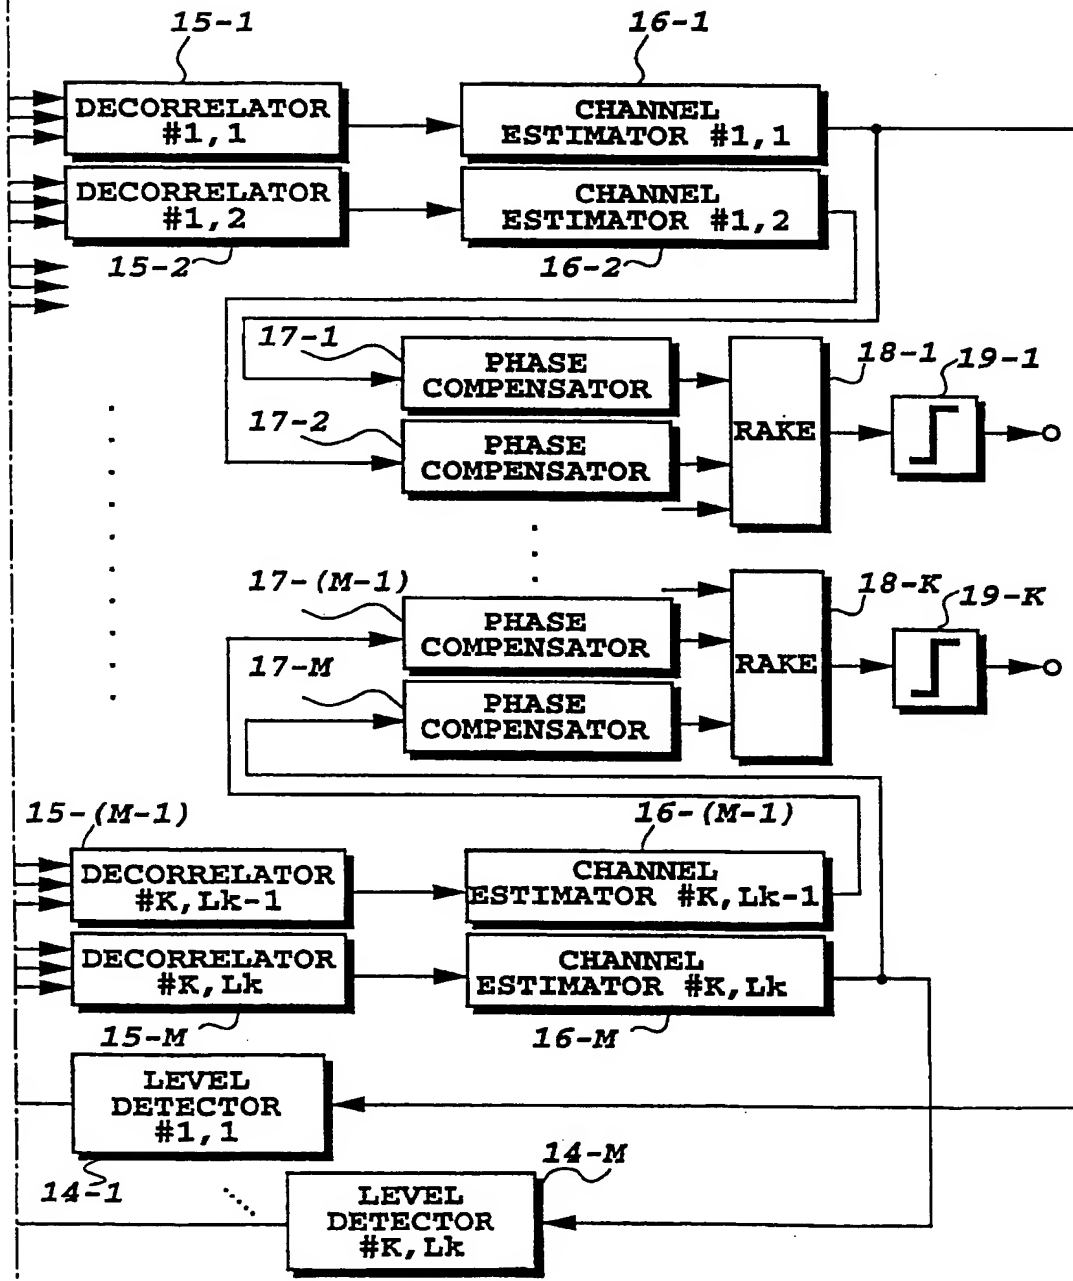 15-1
16-1
DECORRELATOR
#1,1
CHANNEL
ESTIMATOR #1,1
DECORRELATOR
#1,2
CHANNEL
ESTIMATOR #1,2
15-2
16-2
17-1
PHASE
COMPENSATOR
18-1
19-1
17-2
PHASE
COMPENSATOR
RAKE
17-(M-1)
PHASE
COMPENSATOR
18-K
19-K
17-M
PHASE
COMPENSATOR
RAKE
15-(M-1)
16-(M-1)
DECORRELATOR
#K,Lk-1
CHANNEL
ESTIMATOR #K,Lk-1
DECORRELATOR
#K,Lk
CHANNEL
ESTIMATOR #K,Lk
15-M
16-M
LEVEL
DETECTOR
#1,1
14-1
14-M
LEVEL
DETECTOR
#K,Lk